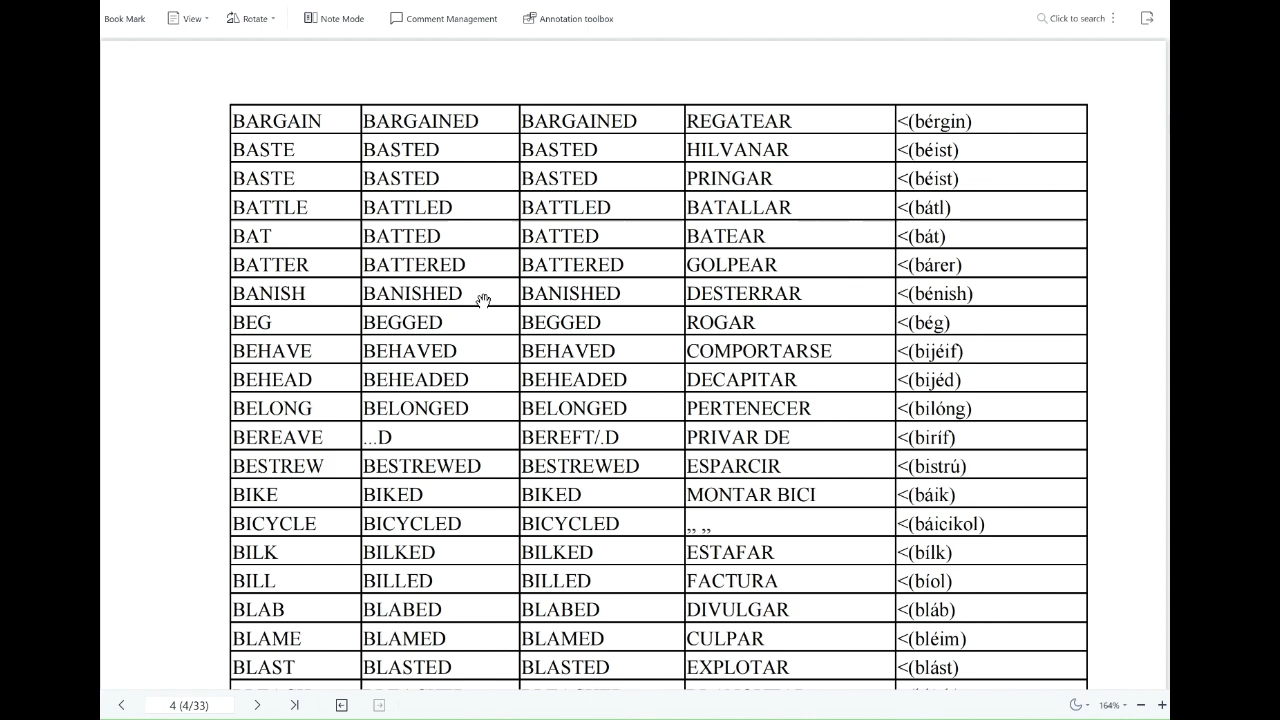 Book Mark View Rotate Note Mode Comment Management Annotation toolbox Click to search
BARGAIN BARGAINED BARGAINED REGATEAR <(bérgin)
BASTE BASTED BASTED HILVANAR <(béist)
BASTE BASTED BASTED PRINGAR <(béist)
BATTLE BATTLED BATTLED BATALLAR <(bátl)
BAT BATTED BATTED BATEAR <(bát)
BATTER BATTERED BATTERED GOLPEAR <(bárer)
BANISH BANISHED BANISHED DESTERRAR <(bénish)
BEG BEGGED BEGGED ROGAR <(bég)
BEHAVE BEHAVED BEHAVED COMPORTARSE <(bijéif)
BEHEAD BEHEADED BEHEADED DECAPITAR <(bijéd)
BELONG BELONGED BELONGED PERTENECER <(bilóng)
BEREAVE ...D BEREFT/.D PRIVAR DE <(biríf)
BESTREW BESTREWED BESTREWED ESPARCIR <(bistrú)
BIKE BIKED BIKED MONTAR BICI <(báik)
BICYCLE BICYCLED BICYCLED ,, ,, <(báicikol)
BILK BILKED BILKED ESTAFAR <(bílk)
BILL BILLED BILLED FACTURA <(bíol)
BLAB BLABED BLABED DIVULGAR <(bláb)
BLAME BLAMED BLAMED CULPAR <(bléim)
BLAST BLASTED BLASTED EXPLOTAR <(blást)
4 (4/33) 164%